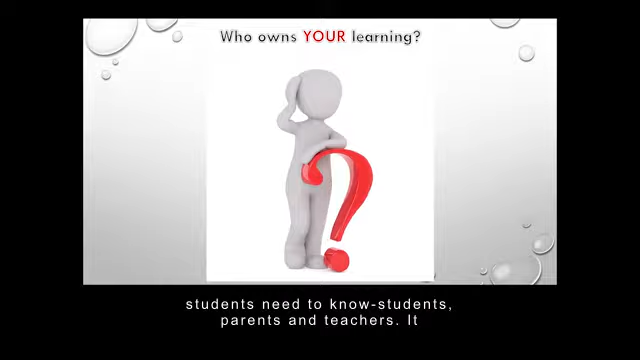 Who owns YOUR learning?
students need to know-students,
parents and teachers. It